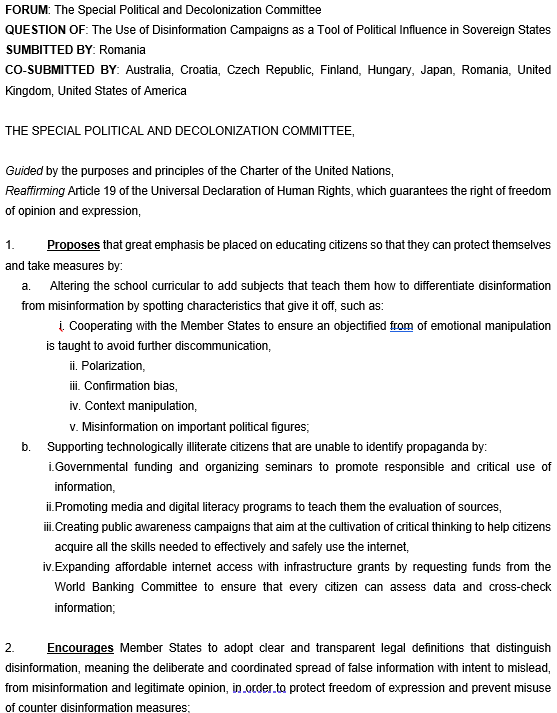 FORUM: The Special Political and Decolonization Committee
QUESTION OF: The Use of Disinformation Campaigns as a Tool of Political Influence in Sovereign States
SUMBITTED BY: Romania
CO-SUBMITTED BY: Australia, Croatia, Czech Republic, Finland, Hungary, Japan, Romania, United
Kingdom, United States of America
THE SPECIAL POLITICAL AND DECOLONIZATION COMMITTEE,
Guided by the purposes and principles of the Charter of the United Nations,
Reaffirming Article 19 of the Universal Declaration of Human Rights, which guarantees the right of freedom
of opinion and expression,
1. Proposes that great emphasis be placed on educating citizens so that they can protect themselves
and take measures by:
a. Altering the school curricular to add subjects that teach them how to differentiate disinformation
from misinformation by spotting characteristics that give it off, such as:
i. Cooperating with the Member States to ensure an objectified from of emotional manipulation
is taught to avoid further discommunication,
ii. Polarization,
iii. Confirmation bias,
iv. Context manipulation,
v. Misinformation on important political figures;
b. Supporting technologically illiterate citizens that are unable to identify propaganda by:
i.Governmental funding and organizing seminars to promote responsible and critical use of
information,
ii.Promoting media and digital literacy programs to teach them the evaluation of sources,
iii.Creating public awareness campaigns that aim at the cultivation of critical thinking to help citizens
acquire all the skills needed to effectively and safely use the internet,
iv.Expanding affordable internet access with infrastructure grants by requesting funds from the
World Banking Committee to ensure that every citizen can assess data and cross-check
information;
2. Encourages Member States to adopt clear and transparent legal definitions that distinguish
disinformation, meaning the deliberate and coordinated spread of false information with intent to mislead,
from misinformation and legitimate opinion, in order to protect freedom of expression and prevent misuse
of counter disinformation measures;